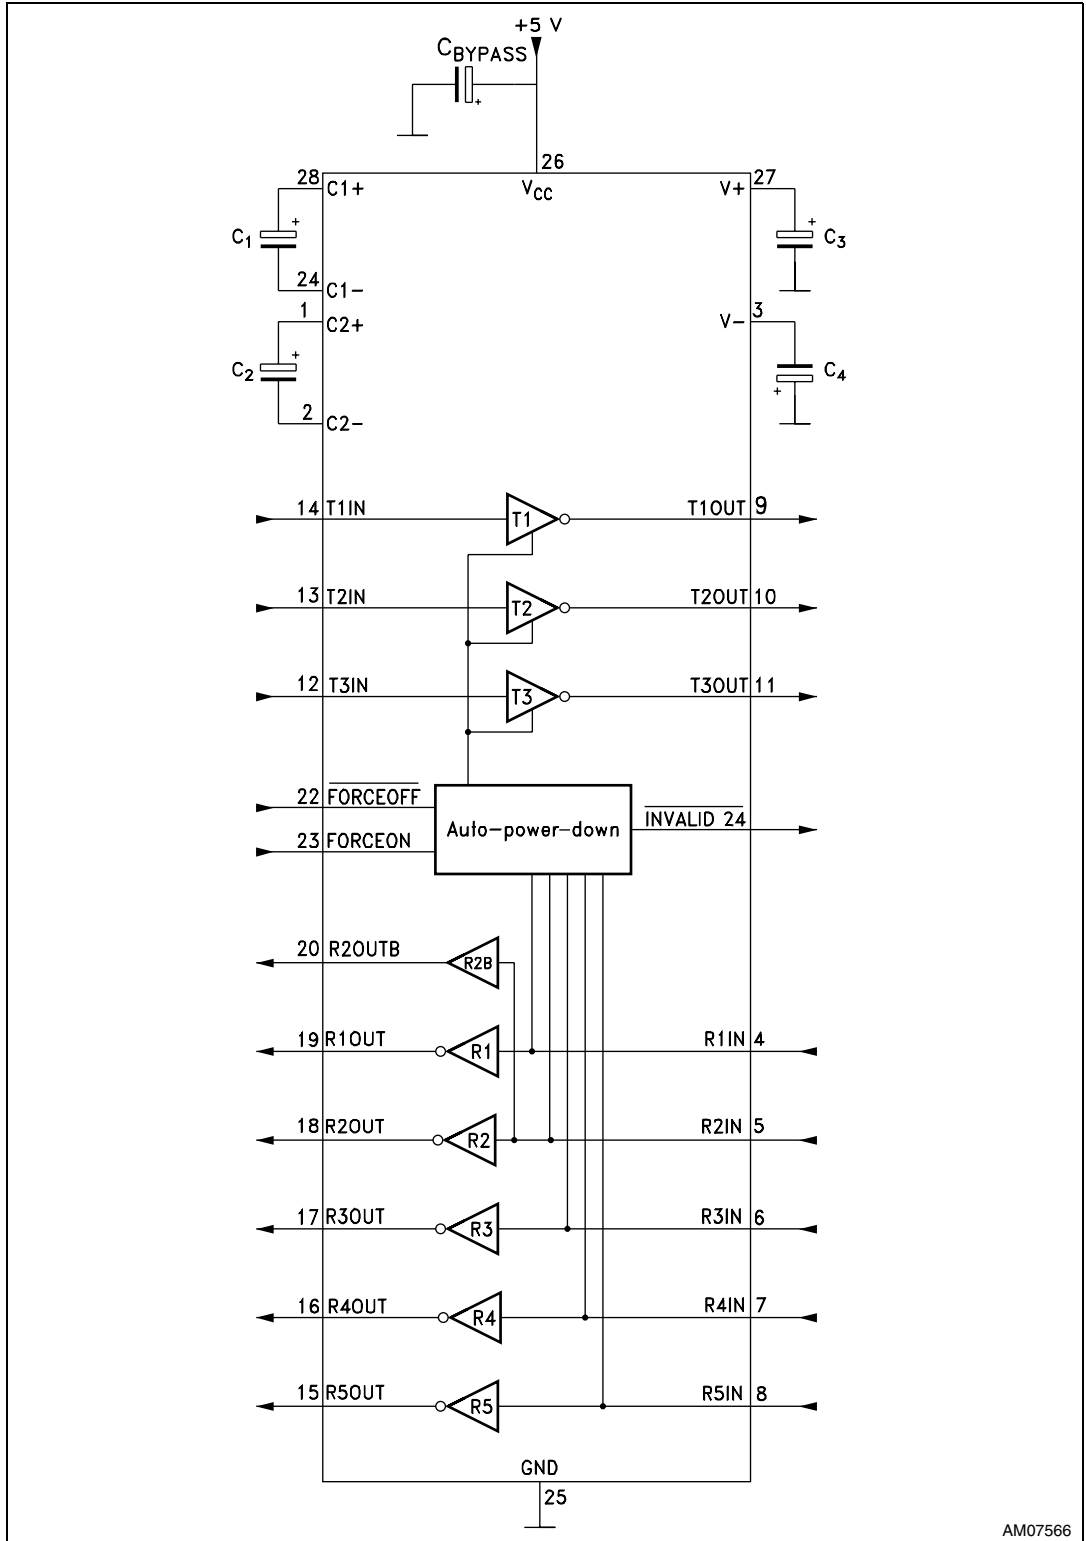 +5 V
CBYPASS
+
26
28 C1+ VCC V+ 27
+ +
C1 C3
24 C1-
1 C2+ V- 3
+
C2 C4
+
2 C2-
14 T1IN T1 T1OUT 9
13 T2IN T2 T2OUT 10
12 T3IN T3 T3OUT 11
22 FORCEOFF
Auto-power-down INVALID 24
23 FORCEON
20 R2OUTB R2B
19 R1OUT R1 R1IN 4
18 R2OUT R2 R2IN 5
17 R3OUT R3 R3IN 6
16 R4OUT R4 R4IN 7
15 R5OUT R5 R5IN 8
GND
25
AM07566